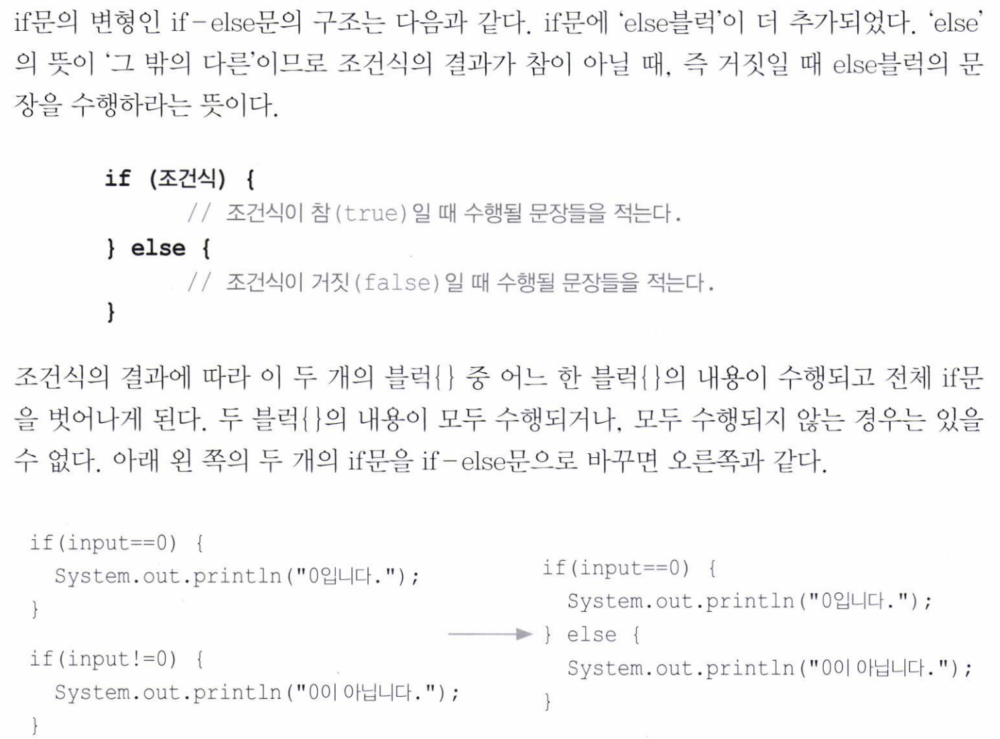 if문의 변형인 if-else문의 구조는 다음과 같다. if문에 ‘else블럭’이 더 추가되었다. ‘else’
의 뜻이 ‘그 밖의 다른’이므로 조건식의 결과가 참이 아닐 때, 즉 거짓일 때 else블럭의 문
장을 수행하라는 뜻이다.
if (조건식) {
// 조건식이 참(true)일 때 수행될 문장들을 적는다.
} else {
// 조건식이 거짓(false)일 때 수행될 문장들을 적는다.
}
조건식의 결과에 따라 이 두 개의 블럭{} 중 어느 한 블럭{}의 내용이 수행되고 전체 if문
을 벗어나게 된다. 두 블럭{}의 내용이 모두 수행되거나, 모두 수행되지 않는 경우는 있을
수 없다. 아래 왼 쪽의 두 개의 if문을 if-else문으로 바꾸면 오른쪽과 같다.
if(input==0) {
System.out.println("0입니다.");
}
if(input!=0) {
System.out.println("0이 아닙니다.");
}
if(input==0) {
System.out.println("0입니다.");
} else {
System.out.println("0이 아닙니다.");
}